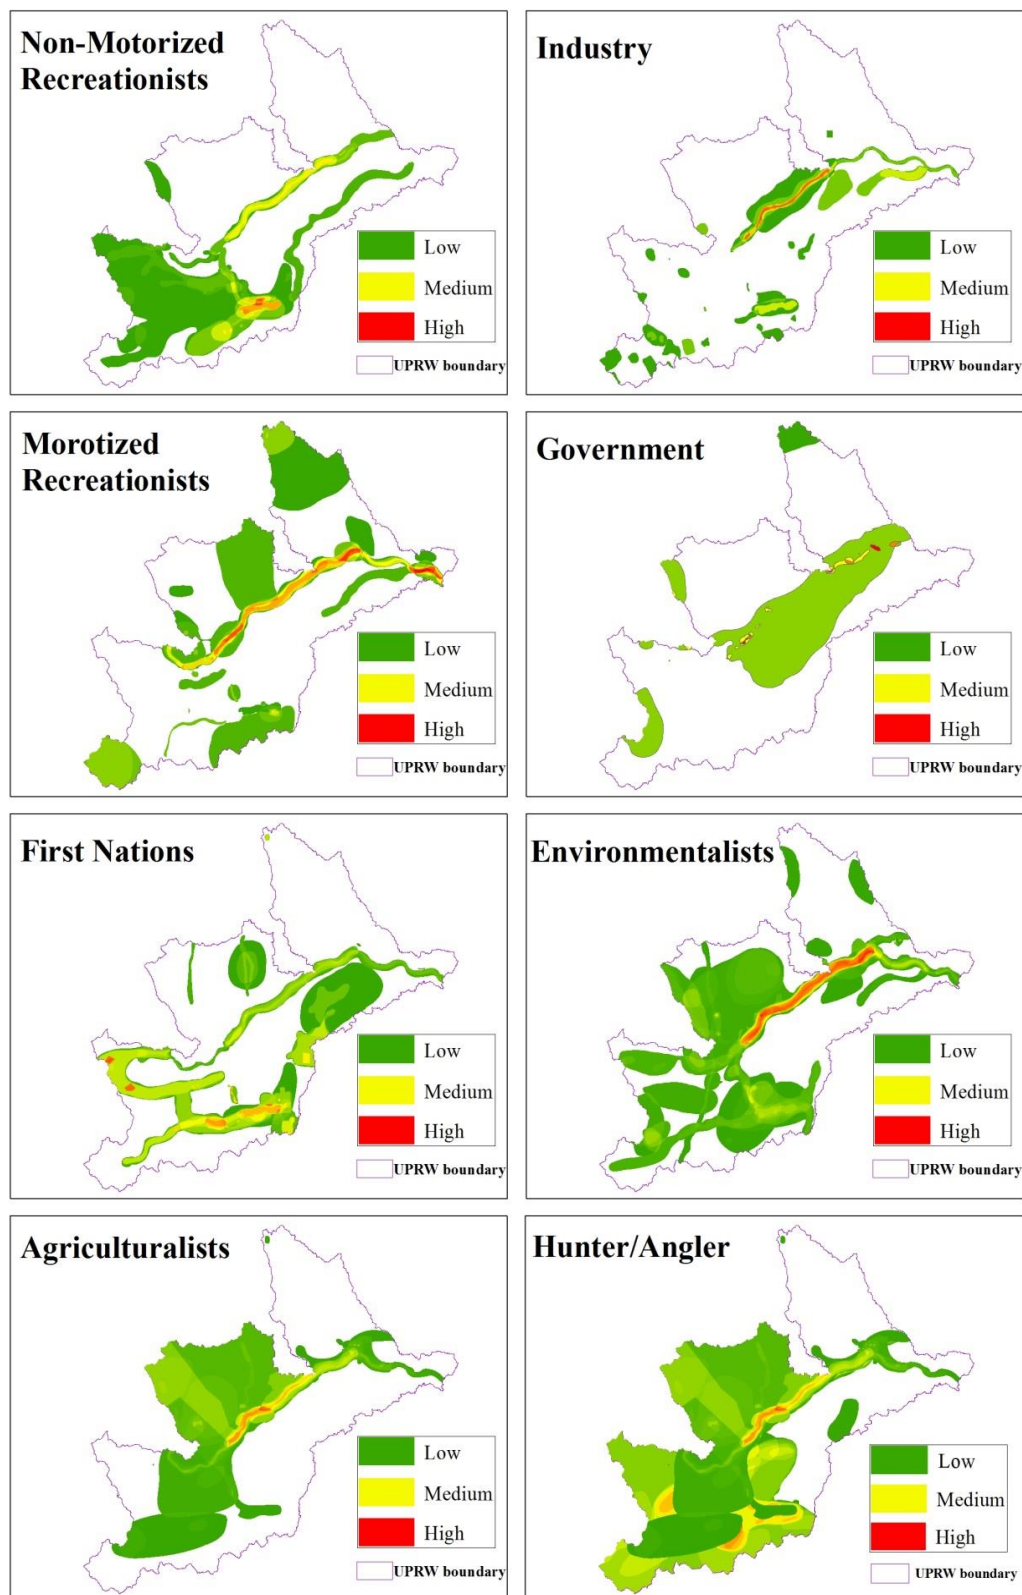 Non-Motorized
Recreationists
Low
Medium
High
UPRW boundary
Industry
Low
Medium
High
UPRW boundary
Morotized
Recreationists
Low
Medium
High
UPRW boundary
Government
Low
Medium
High
UPRW boundary
First Nations
Low
Medium
High
UPRW boundary
Environmentalists
Low
Medium
High
UPRW boundary
Agriculturalists
Low
Medium
High
UPRW boundary
Hunter/Angler
Low
Medium
High
UPRW boundary